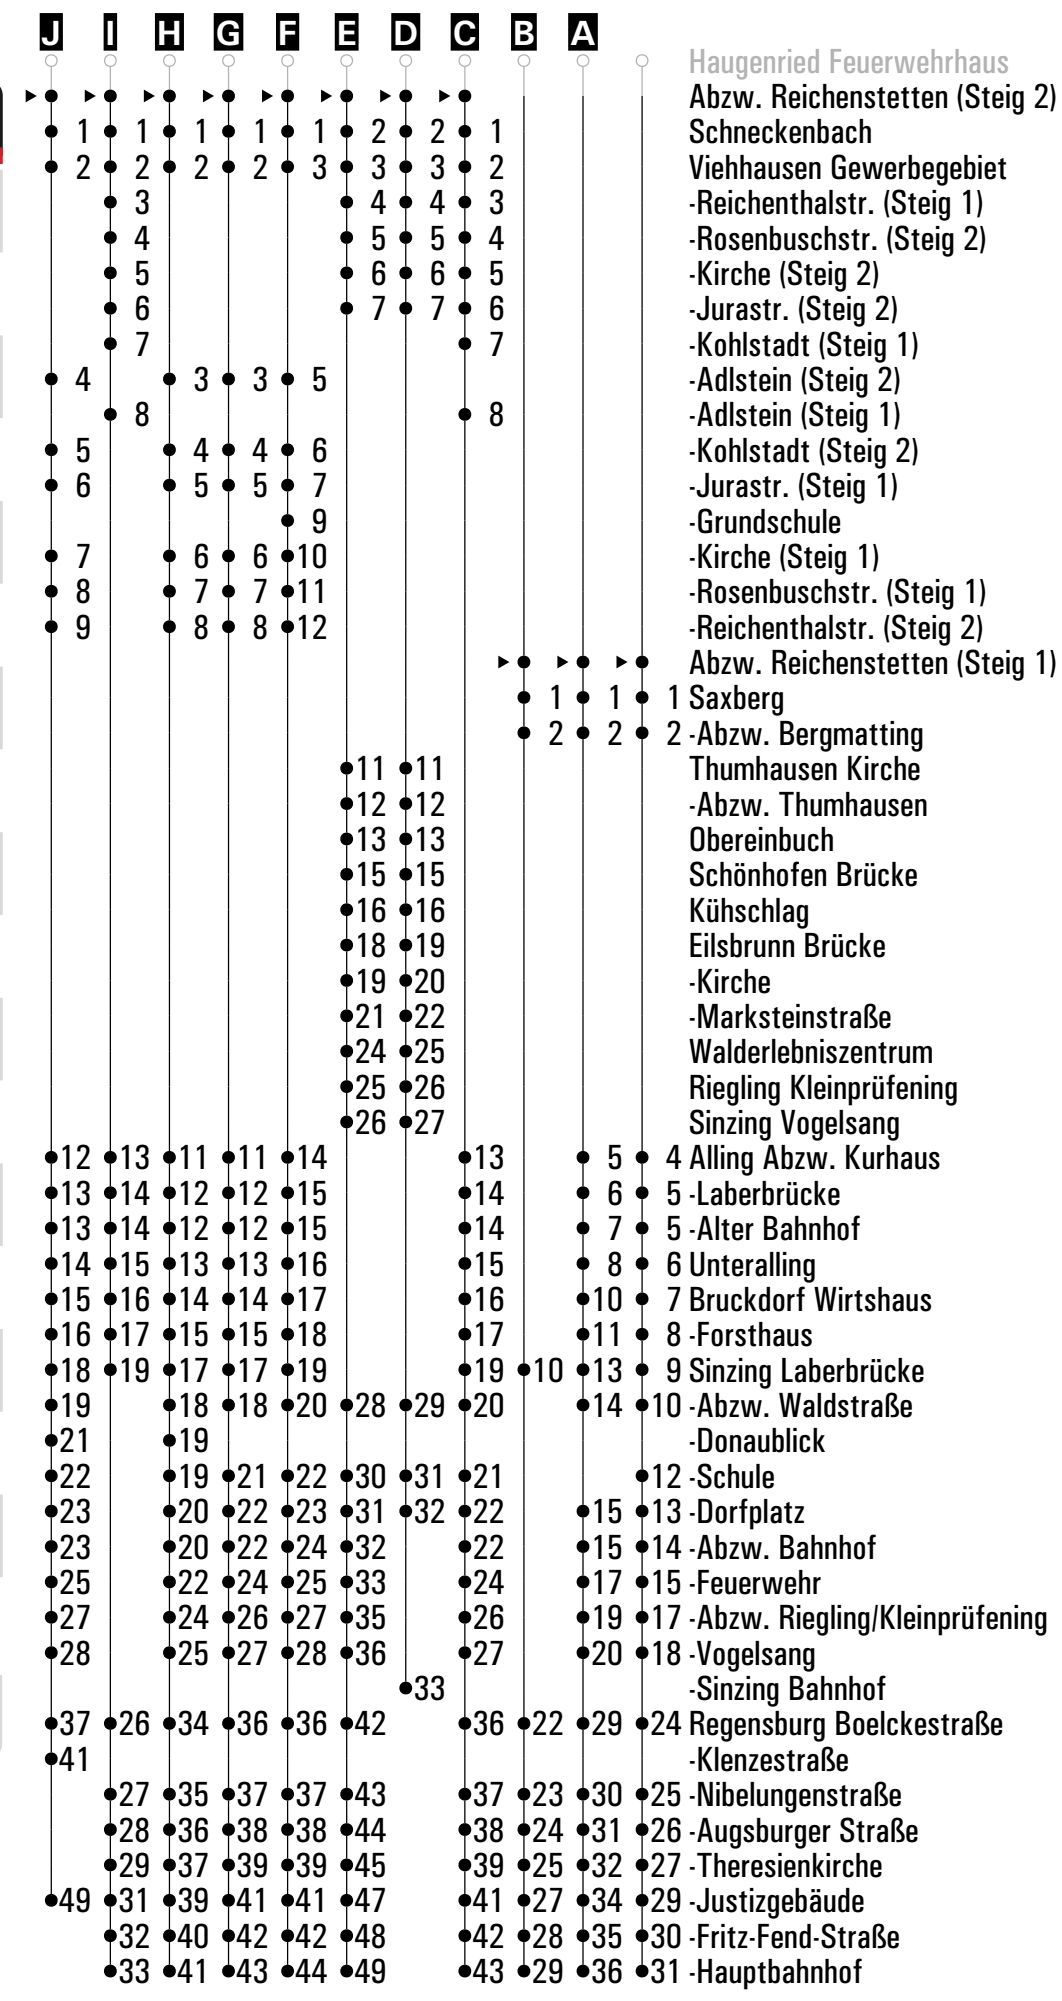 J I H G F E D C B A
Haugenried Feuerwehrhaus
Abzw. Reichenstetten (Steig 2)
1 1 1 1 1 2 2 1 Schneckenbach
2 2 2 2 3 3 3 2 Viehhausen Gewerbegebiet
3 4 4 3 -Reichenthalstr. (Steig 1)
4 5 5 4 -Rosenbuschstr. (Steig 2)
5 6 6 5 -Kirche (Steig 2)
6 7 7 6 -Jurastr. (Steig 2)
7 7 -Kohlstadt (Steig 1)
4 3 3 5 -Adlstein (Steig 2)
8 8 -Adlstein (Steig 1)
5 4 4 6 -Kohlstadt (Steig 2)
6 5 5 7 -Jurastr. (Steig 1)
9 -Grundschule
7 6 6 10 -Kirche (Steig 1)
8 7 7 11 -Rosenbuschstr. (Steig 1)
9 8 8 12 -Reichenthalstr. (Steig 2)
Abzw. Reichenstetten (Steig 1)
1 1 1 Saxberg
2 2 2 -Abzw. Bergmatting
11 11 Thumhausen Kirche
12 12 -Abzw. Thumhausen
13 13 Obereinbuch
15 15 Schönhofen Brücke
16 16 Kühschlag
18 19 Eilsbrunn Brücke
19 20 -Kirche
21 22 -Marksteinstraße
24 25 Walderlebniszentrum
25 26 Riegling Kleinprüfening
26 27 Sinzing Vogelsang
12 13 11 11 14 13 5 4 Alling Abzw. Kurhaus
13 14 12 12 15 14 6 5 -Laberbrücke
13 14 12 12 15 14 7 5 -Alter Bahnhof
14 15 13 13 16 15 8 6 Unteralling
15 16 14 14 17 16 10 7 Bruckdorf Wirtshaus
16 17 15 15 18 17 11 8 -Forsthaus
18 19 17 17 19 19 10 13 9 Sinzing Laberbrücke
19 18 18 20 28 29 20 14 10 -Abzw. Waldstraße
21 19 -Donaublick
22 19 21 22 30 31 21 12 -Schule
23 20 22 23 31 32 22 15 13 -Dorfplatz
23 20 22 24 32 22 15 14 -Abzw. Bahnhof
25 22 24 25 33 24 17 15 -Feuerwehr
27 24 26 27 35 26 19 17 -Abzw. Riegling/Kleinprüfening
28 25 27 28 36 27 20 18 -Vogelsang
33 -Sinzing Bahnhof
37 26 34 36 36 42 36 22 29 24 Regensburg Boelckestraße
41 -Klenzestraße
27 35 37 37 43 37 23 30 25 -Nibelungenstraße
28 36 38 38 44 38 24 31 26 -Augsburger Straße
29 37 39 39 45 39 25 32 27 -Theresienkirche
49 31 39 41 41 47 41 27 34 29 -Justizgebäude
32 40 42 42 48 42 28 35 30 -Fritz-Fend-Straße
33 41 43 44 49 43 29 36 31 -Hauptbahnhof